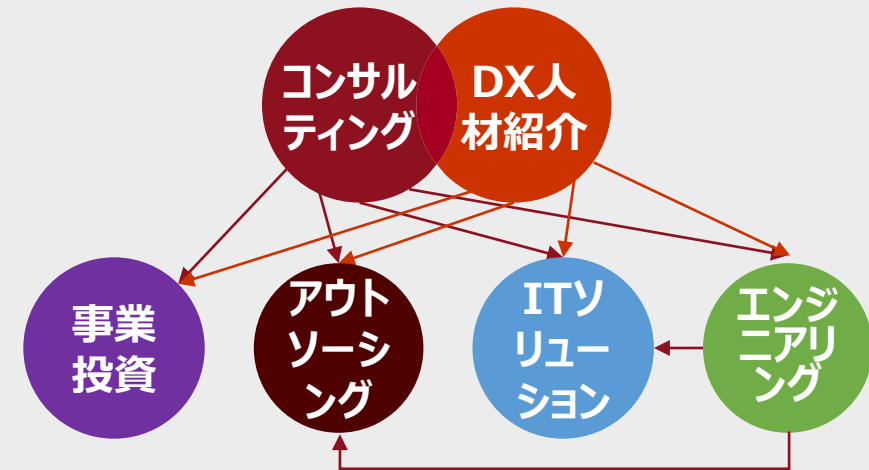 コンサル
ティング
DX人
材紹介
事業
投資
アウト
ソーシ
ング
ITソ
リュー
ション
エンジ
ニアリ
ング